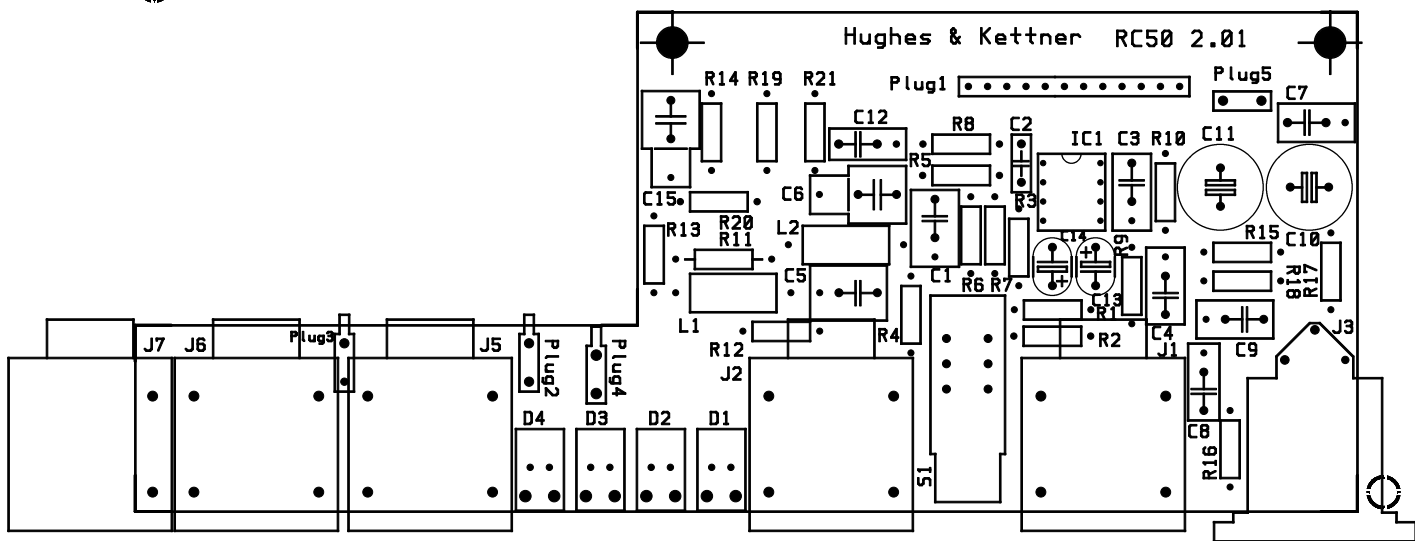 Hughes & Kettner RC50 2.01
R14 R19 R21 Plug1 Plug5
C7
C12 R8 C2 IC1 C3 R10 C11
R5
C15 C6 R3
R20 L2 R13
R11 C14 R9 R15 C10
C5 C1 R6 R7 R18 R17
L1 C13 R1
R12 R4 R2 C4 J1 C9 J3
J7 J6 Plug3 J5 Plug2 Plug4 J2
D4 D3 D2 D1 C8
S1 R16